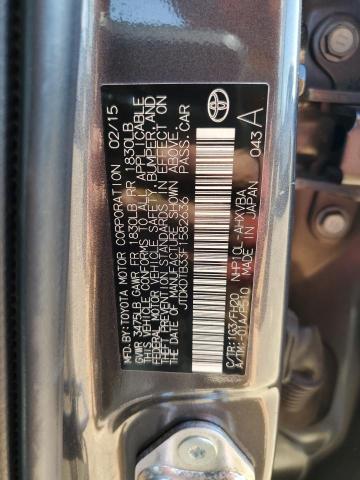 MFD.BY:TOYOTA MOTOR CORPORATION 02/15
GVWR 3475LB GAWR FR 1830LB RR 1830LB
THIS VEHICLE CONFORMS TO ALL APPLICABLE
FEDERAL MOTOR VEHICLE SAFETY, BUMPER,AND
THEFT PREVENTION STANDARDS IN EFFECT ON
THE DATE OF MANUFACTURE SHOWN ABOVE.
JTDKDTB33F1582636 PASS.CAR
C/TR:1G3/FH20 NHP10L-AHXVBA
A/TM:-01A/P510 MADE IN JAPAN 043 A